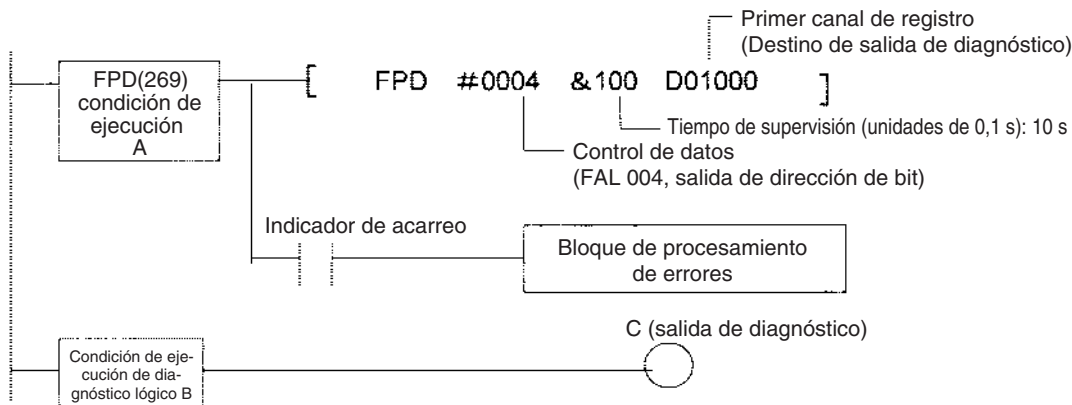 Primer canal de registro
(Destino de salida de diagnóstico)
FPD(269)
condición de
ejecución
A
[ FPD #0004 &100 D01000 ]
Tiempo de supervisión (unidades de 0,1 s): 10 s
Control de datos
(FAL 004, salida de dirección de bit)
Indicador de acarreo
Bloque de procesamiento
de errores
C (salida de diagnóstico)
Condición de eje-
cución de dia-
gnóstico lógico B